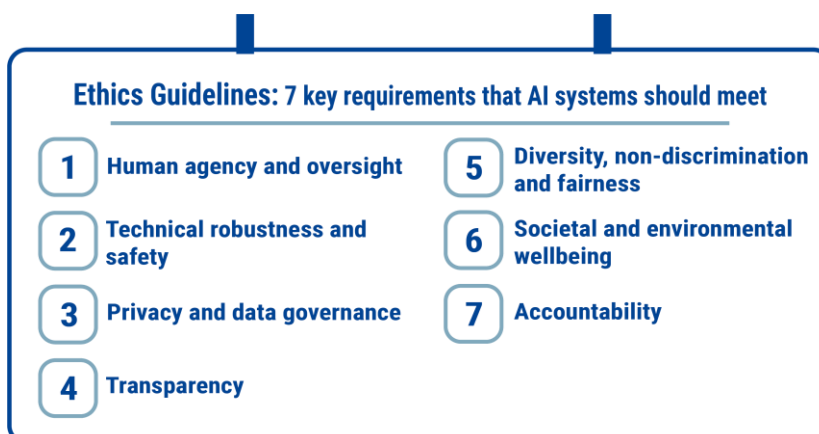 Ethics Guidelines: 7 key requirements that AI systems should meet
1 Human agency and oversight
2 Technical robustness and
safety
3 Privacy and data governance
4 Transparency
5 Diversity, non-discrimination
and fairness
6 Societal and environmental
wellbeing
7 Accountability